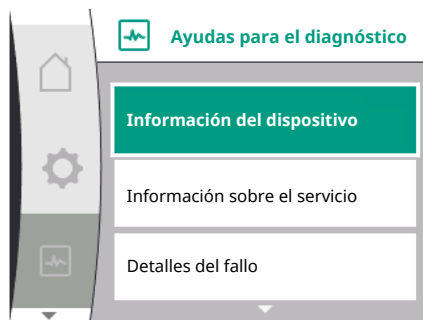 Ayudas para el diagnóstico
Información del dispositivo
Información sobre el servicio
Detalles del fallo